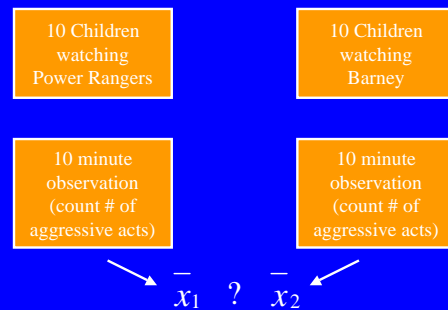 10 Children
watching
Power Rangers
10 Children
watching
Barney
10 minute
observation
(count # of
aggressive acts)
10 minute
observation
(count # of
aggressive acts)
x̄₁ ? x̄₂